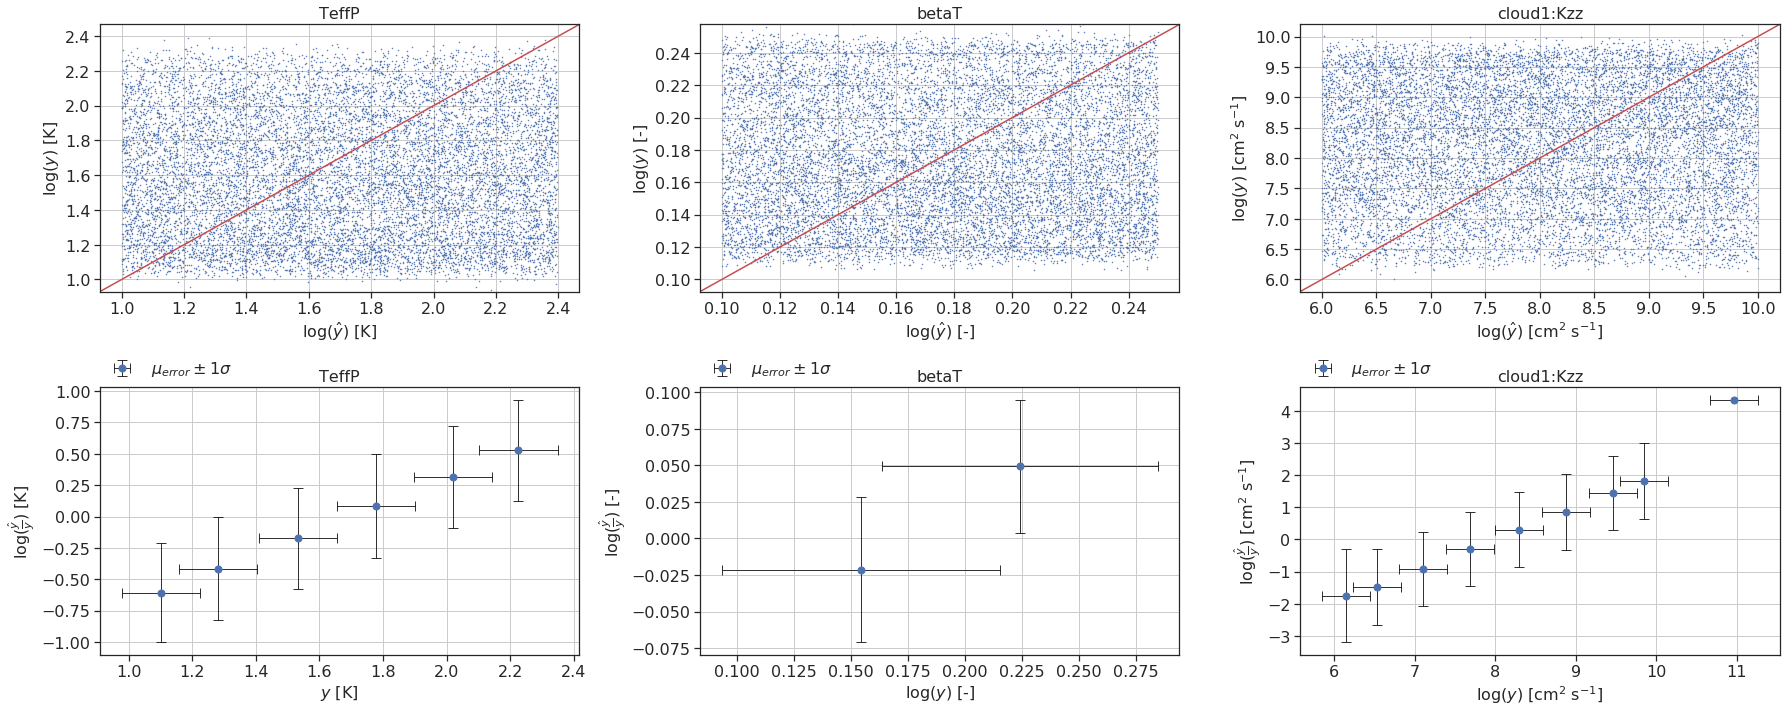 TeffP
2.4
2.2
2.0
1.8
1.6
1.4
1.2
1.0
log(y) [K]
1.0 1.2 1.4 1.6 1.8 2.0 2.2 2.4
log(ŷ) [K]
betaT
0.24
0.22
0.20
0.18
0.16
0.14
0.12
0.10
log(y) [-]
0.10 0.12 0.14 0.16 0.18 0.20 0.22 0.24
log(ŷ) [-]
cloud1:Kzz
10.0
9.5
9.0
8.5
8.0
7.5
7.0
6.5
6.0
log(y) [cm² s⁻¹]
6.0 6.5 7.0 7.5 8.0 8.5 9.0 9.5 10.0
log(ŷ) [cm² s⁻¹]
μ_error ± 1σ
TeffP
1.00
0.75
0.50
0.25
0.00
−0.25
−0.50
−0.75
−1.00
log(ŷ/y) [K]
1.0 1.2 1.4 1.6 1.8 2.0 2.2 2.4
y [K]
μ_error ± 1σ
betaT
0.100
0.075
0.050
0.025
0.000
−0.025
−0.050
−0.075
log(ŷ/y) [-]
0.100 0.125 0.150 0.175 0.200 0.225 0.250 0.275
log(y) [-]
μ_error ± 1σ
cloud1:Kzz
4
3
2
1
0
−1
−2
−3
log(ŷ/y) [cm² s⁻¹]
6 7 8 9 10 11
log(y) [cm² s⁻¹]